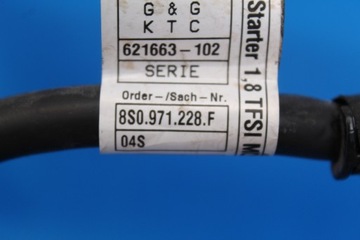 G & G
K T C
621663-102
SERIE
Order-/Sach-Nr.
8S0.971.228.F
04S
Starter 1,8 TFSI